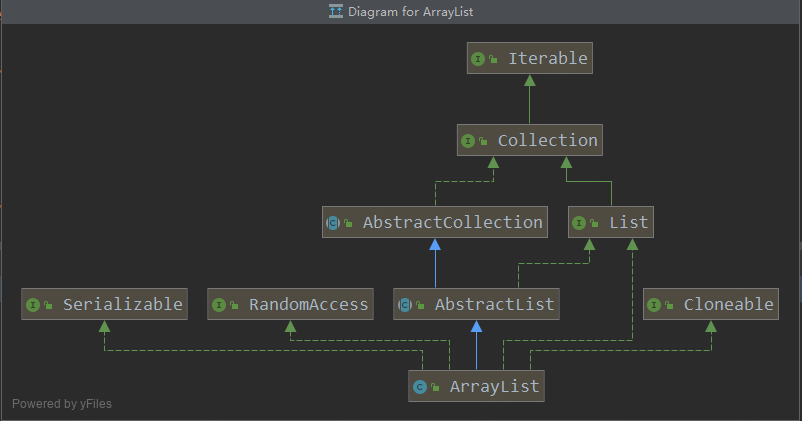 Diagram for ArrayList
Iterable
Collection
AbstractCollection
List
Serializable
RandomAccess
AbstractList
Cloneable
ArrayList
Powered by yFiles